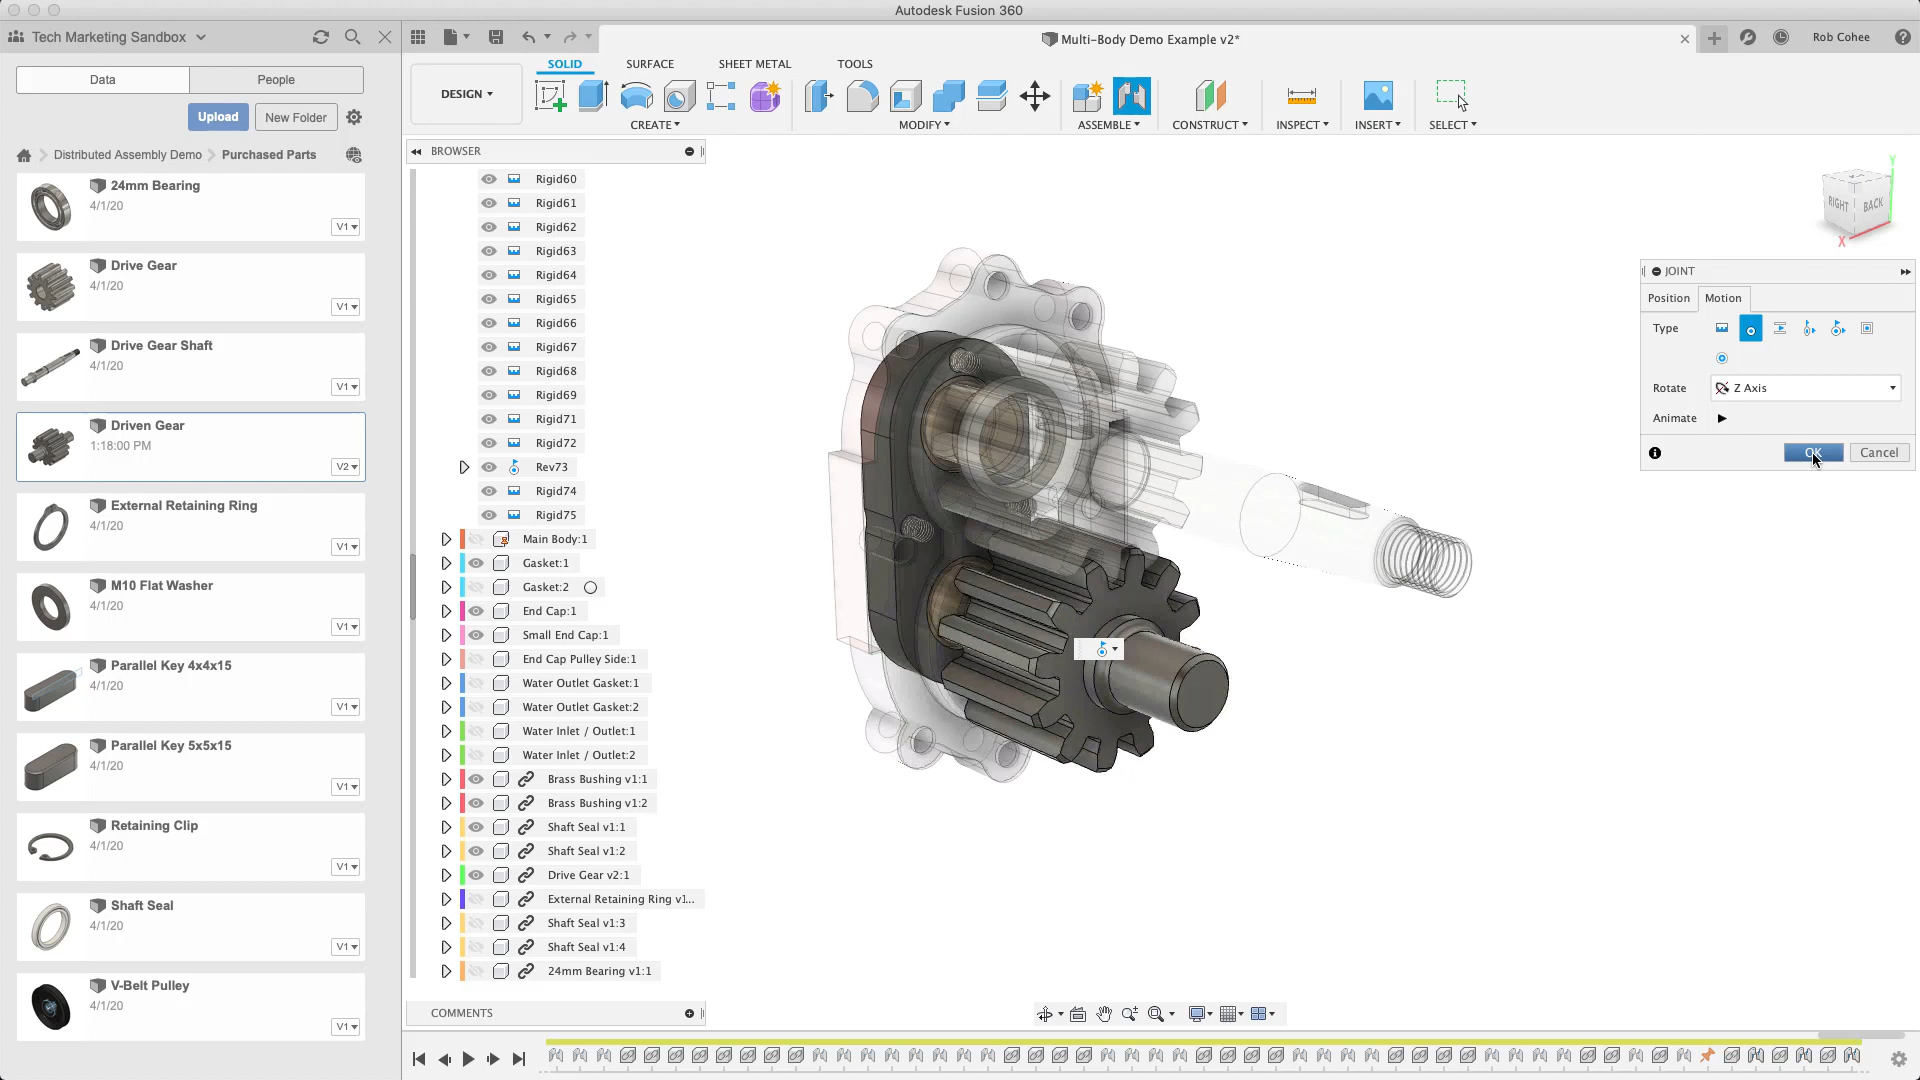 Autodesk Fusion 360
Tech Marketing Sandbox
Multi-Body Demo Example v2*
Rob Cohee
Data
People
Upload
New Folder
Distributed Assembly Demo
Purchased Parts
24mm Bearing
4/1/20
V1
Drive Gear
4/1/20
V1
Drive Gear Shaft
4/1/20
V1
Driven Gear
1:18:00 PM
V2
External Retaining Ring
4/1/20
V1
M10 Flat Washer
4/1/20
V1
Parallel Key 4x4x15
4/1/20
V1
Parallel Key 5x5x15
4/1/20
V1
Retaining Clip
4/1/20
V1
Shaft Seal
4/1/20
V1
V-Belt Pulley
4/1/20
V1
DESIGN
SOLID
SURFACE
SHEET METAL
TOOLS
CREATE
MODIFY
ASSEMBLE
CONSTRUCT
INSPECT
INSERT
SELECT
BROWSER
Rigid60
Rigid61
Rigid62
Rigid63
Rigid64
Rigid65
Rigid66
Rigid67
Rigid68
Rigid69
Rigid71
Rigid72
Rev73
Rigid74
Rigid75
Main Body:1
Gasket:1
Gasket:2
End Cap:1
Small End Cap:1
End Cap Pulley Side:1
Water Outlet Gasket:1
Water Outlet Gasket:2
Water Inlet / Outlet:1
Water Inlet / Outlet:2
Brass Bushing v1:1
Brass Bushing v1:2
Shaft Seal v1:1
Shaft Seal v1:2
Drive Gear v2:1
External Retaining Ring v1...
Shaft Seal v1:3
Shaft Seal v1:4
24mm Bearing v1:1
COMMENTS
Y
RIGHT
BACK
X
JOINT
Position
Motion
Type
Rotate
Z Axis
Animate
OK
Cancel